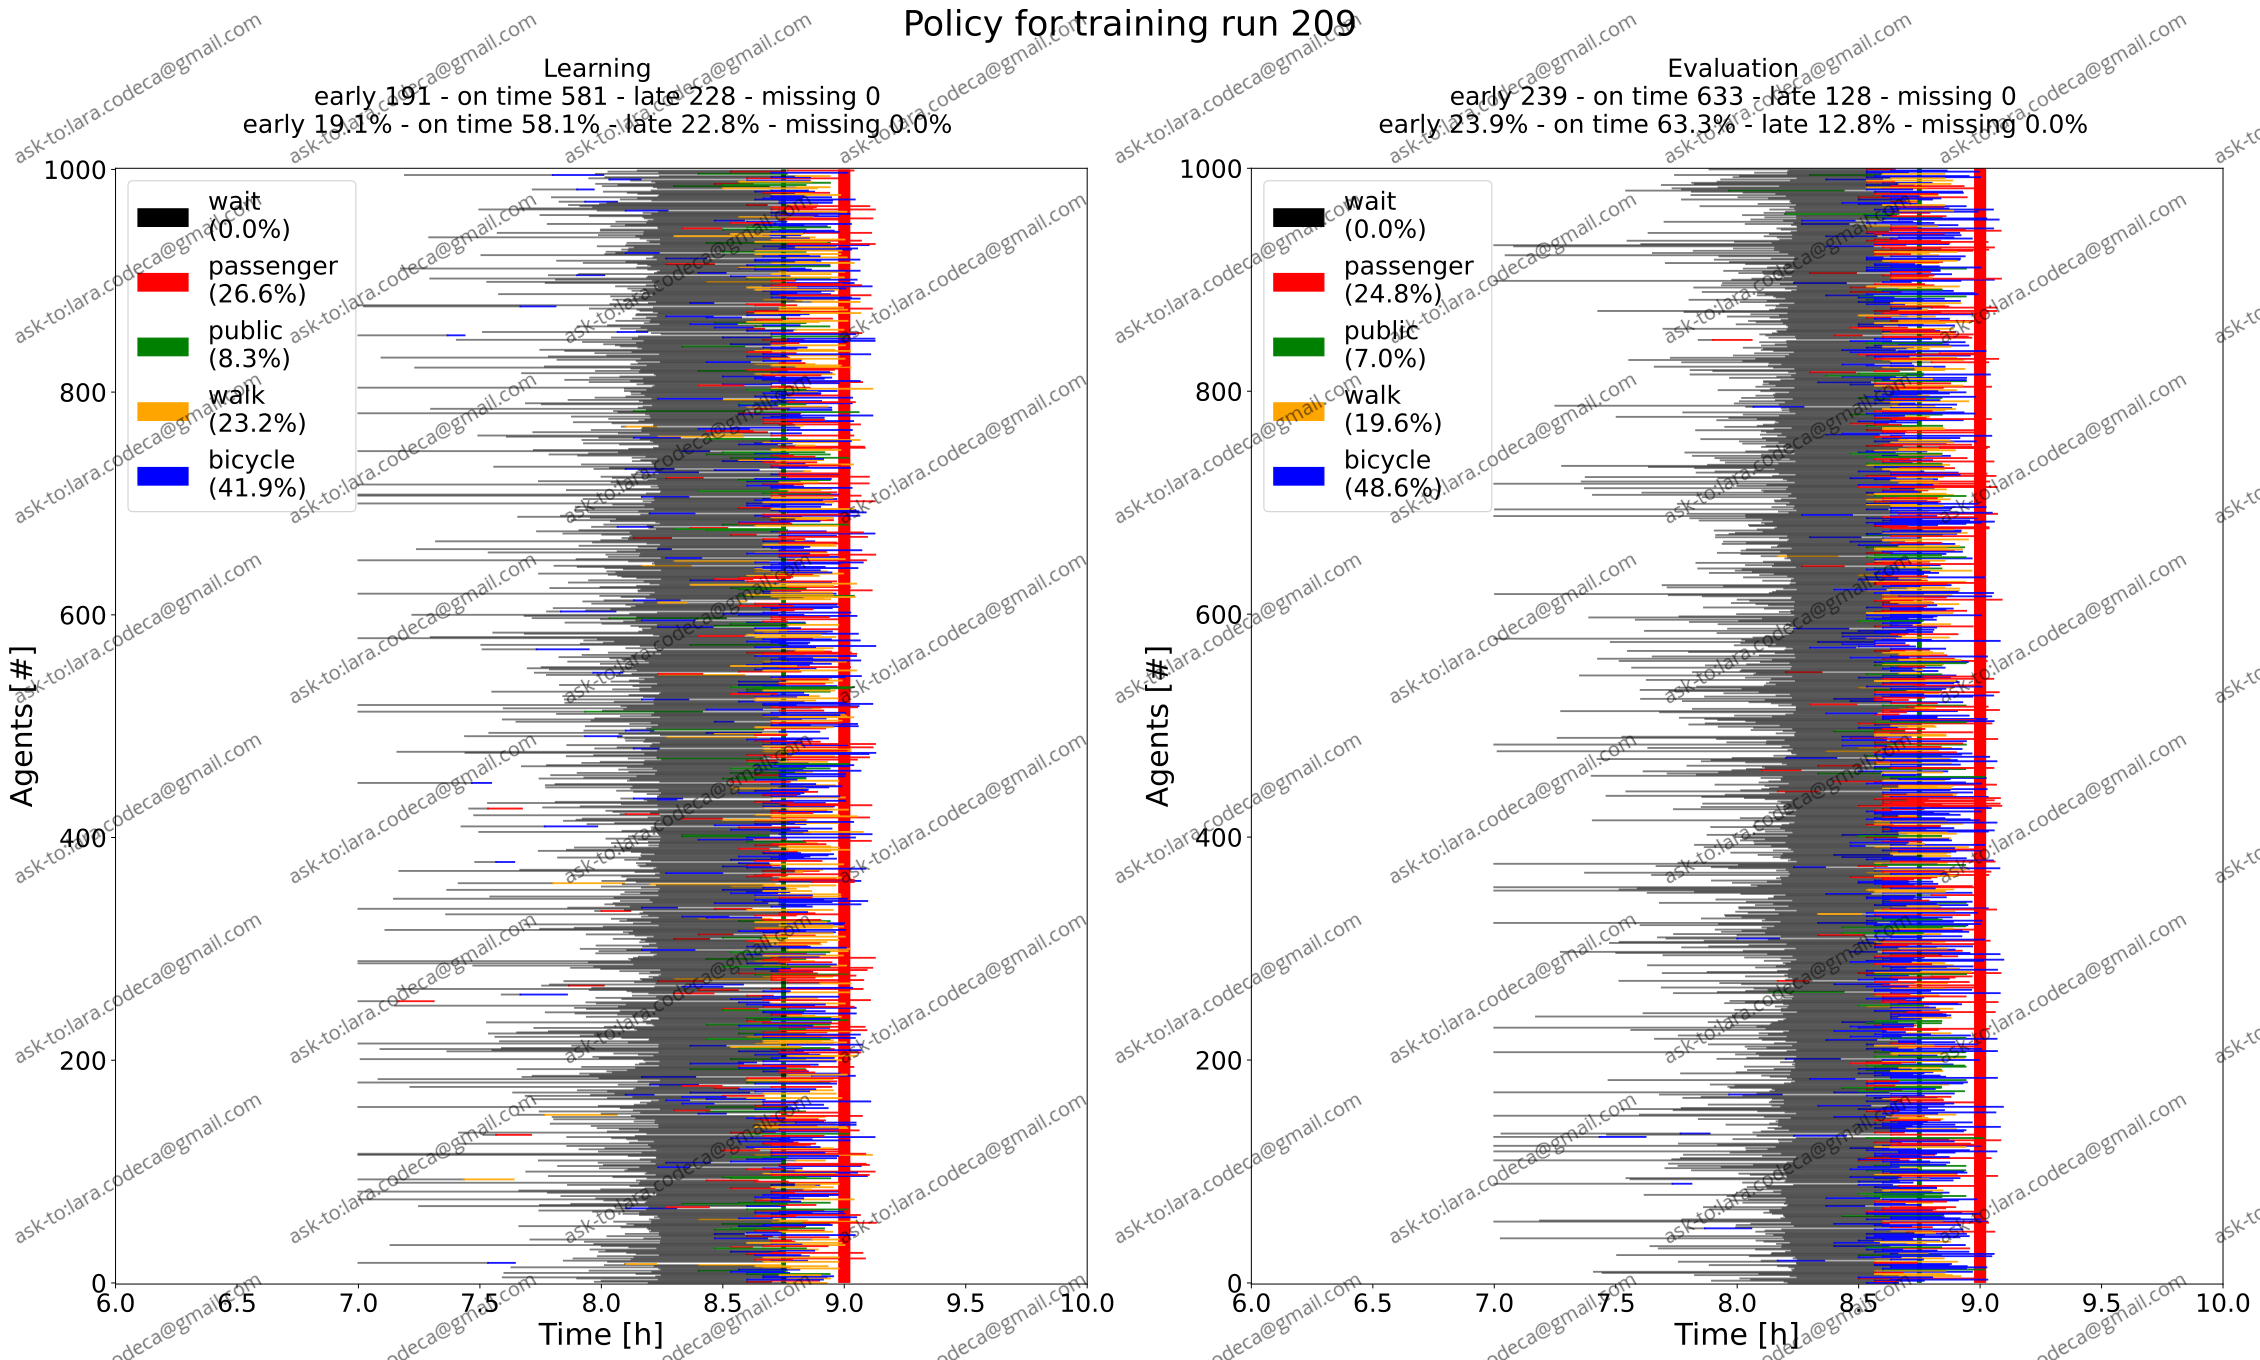 Policy for training run 209
Learning
early 191 - on time 581 - late 228 - missing 0
early 19.1% - on time 58.1% - late 22.8% - missing 0.0%
Agents [#]
1000
800
600
400
200
0
wait
(0.0%)
passenger
(26.6%)
public
(8.3%)
walk
(23.2%)
bicycle
(41.9%)
6.0 6.5 7.0 7.5 8.0 8.5 9.0 9.5 10.0
Time [h]
Evaluation
early 239 - on time 633 - late 128 - missing 0
early 23.9% - on time 63.3% - late 12.8% - missing 0.0%
Agents [#]
1000
800
600
400
200
0
wait
(0.0%)
passenger
(24.8%)
public
(7.0%)
walk
(19.6%)
bicycle
(48.6%)
6.0 6.5 7.0 7.5 8.0 8.5 9.0 9.5 10.0
Time [h]
ask-to:lara.codeca@gmail.com